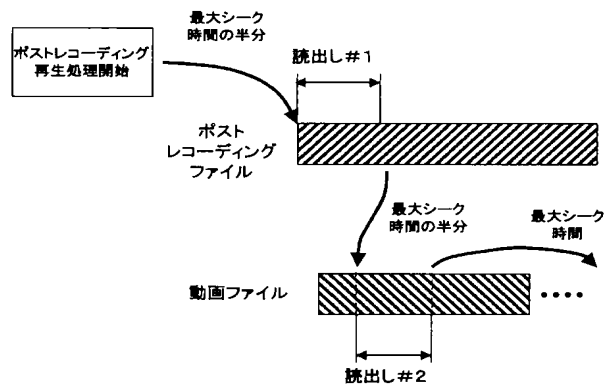 最大シーク
時間の半分
ポストレコーディング
再生処理開始
読出し#1
ポスト
レコーディング
ファイル
最大シーク
時間の半分
最大シーク
時間
動画ファイル
読出し#2